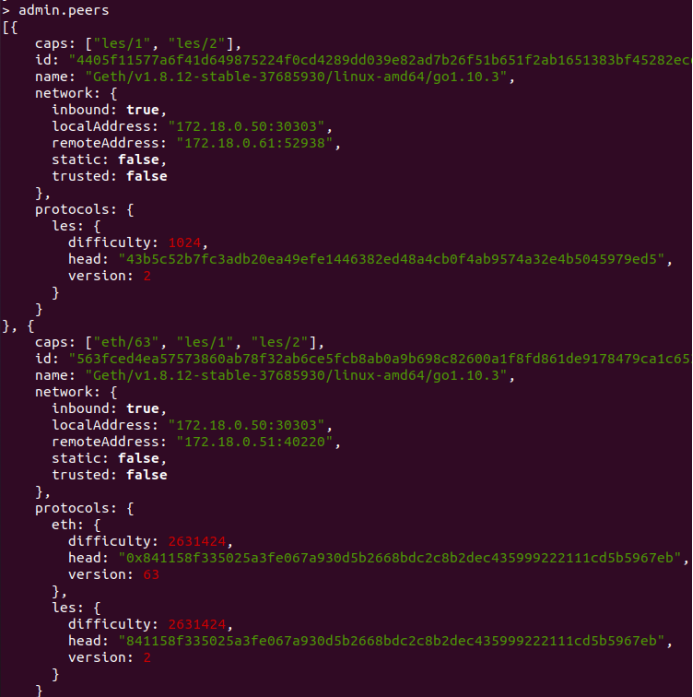 > admin.peers
[{
    caps: ["les/1", "les/2"],
    id: "4405f11577a6f41d649875224f0cd4289dd039e82ad7b26f51b651f2ab1651383bf45282ec
    name: "Geth/v1.8.12-stable-37685930/linux-amd64/go1.10.3",
    network: {
      inbound: true,
      localAddress: "172.18.0.50:30303",
      remoteAddress: "172.18.0.61:52938",
      static: false,
      trusted: false
    },
    protocols: {
      les: {
        difficulty: 1024,
        head: "43b5c52b7fc3adb20ea49efe1446382ed48a4cb0f4ab9574a32e4b5045979ed5",
        version: 2
      }
    }
}, {
    caps: ["eth/63", "les/1", "les/2"],
    id: "563fced4ea57573860ab78f32ab6ce5fcb8ab0a9b698c82600a1f8fd861de9178479ca1c65
    name: "Geth/v1.8.12-stable-37685930/linux-amd64/go1.10.3",
    network: {
      inbound: true,
      localAddress: "172.18.0.50:30303",
      remoteAddress: "172.18.0.51:40220",
      static: false,
      trusted: false
    },
    protocols: {
      eth: {
        difficulty: 2631424,
        head: "0x841158f335025a3fe067a930d5b2668bdc2c8b2dec435999222111cd5b5967eb",
        version: 63
      },
      les: {
        difficulty: 2631424,
        head: "841158f335025a3fe067a930d5b2668bdc2c8b2dec435999222111cd5b5967eb",
        version: 2
      }
    }